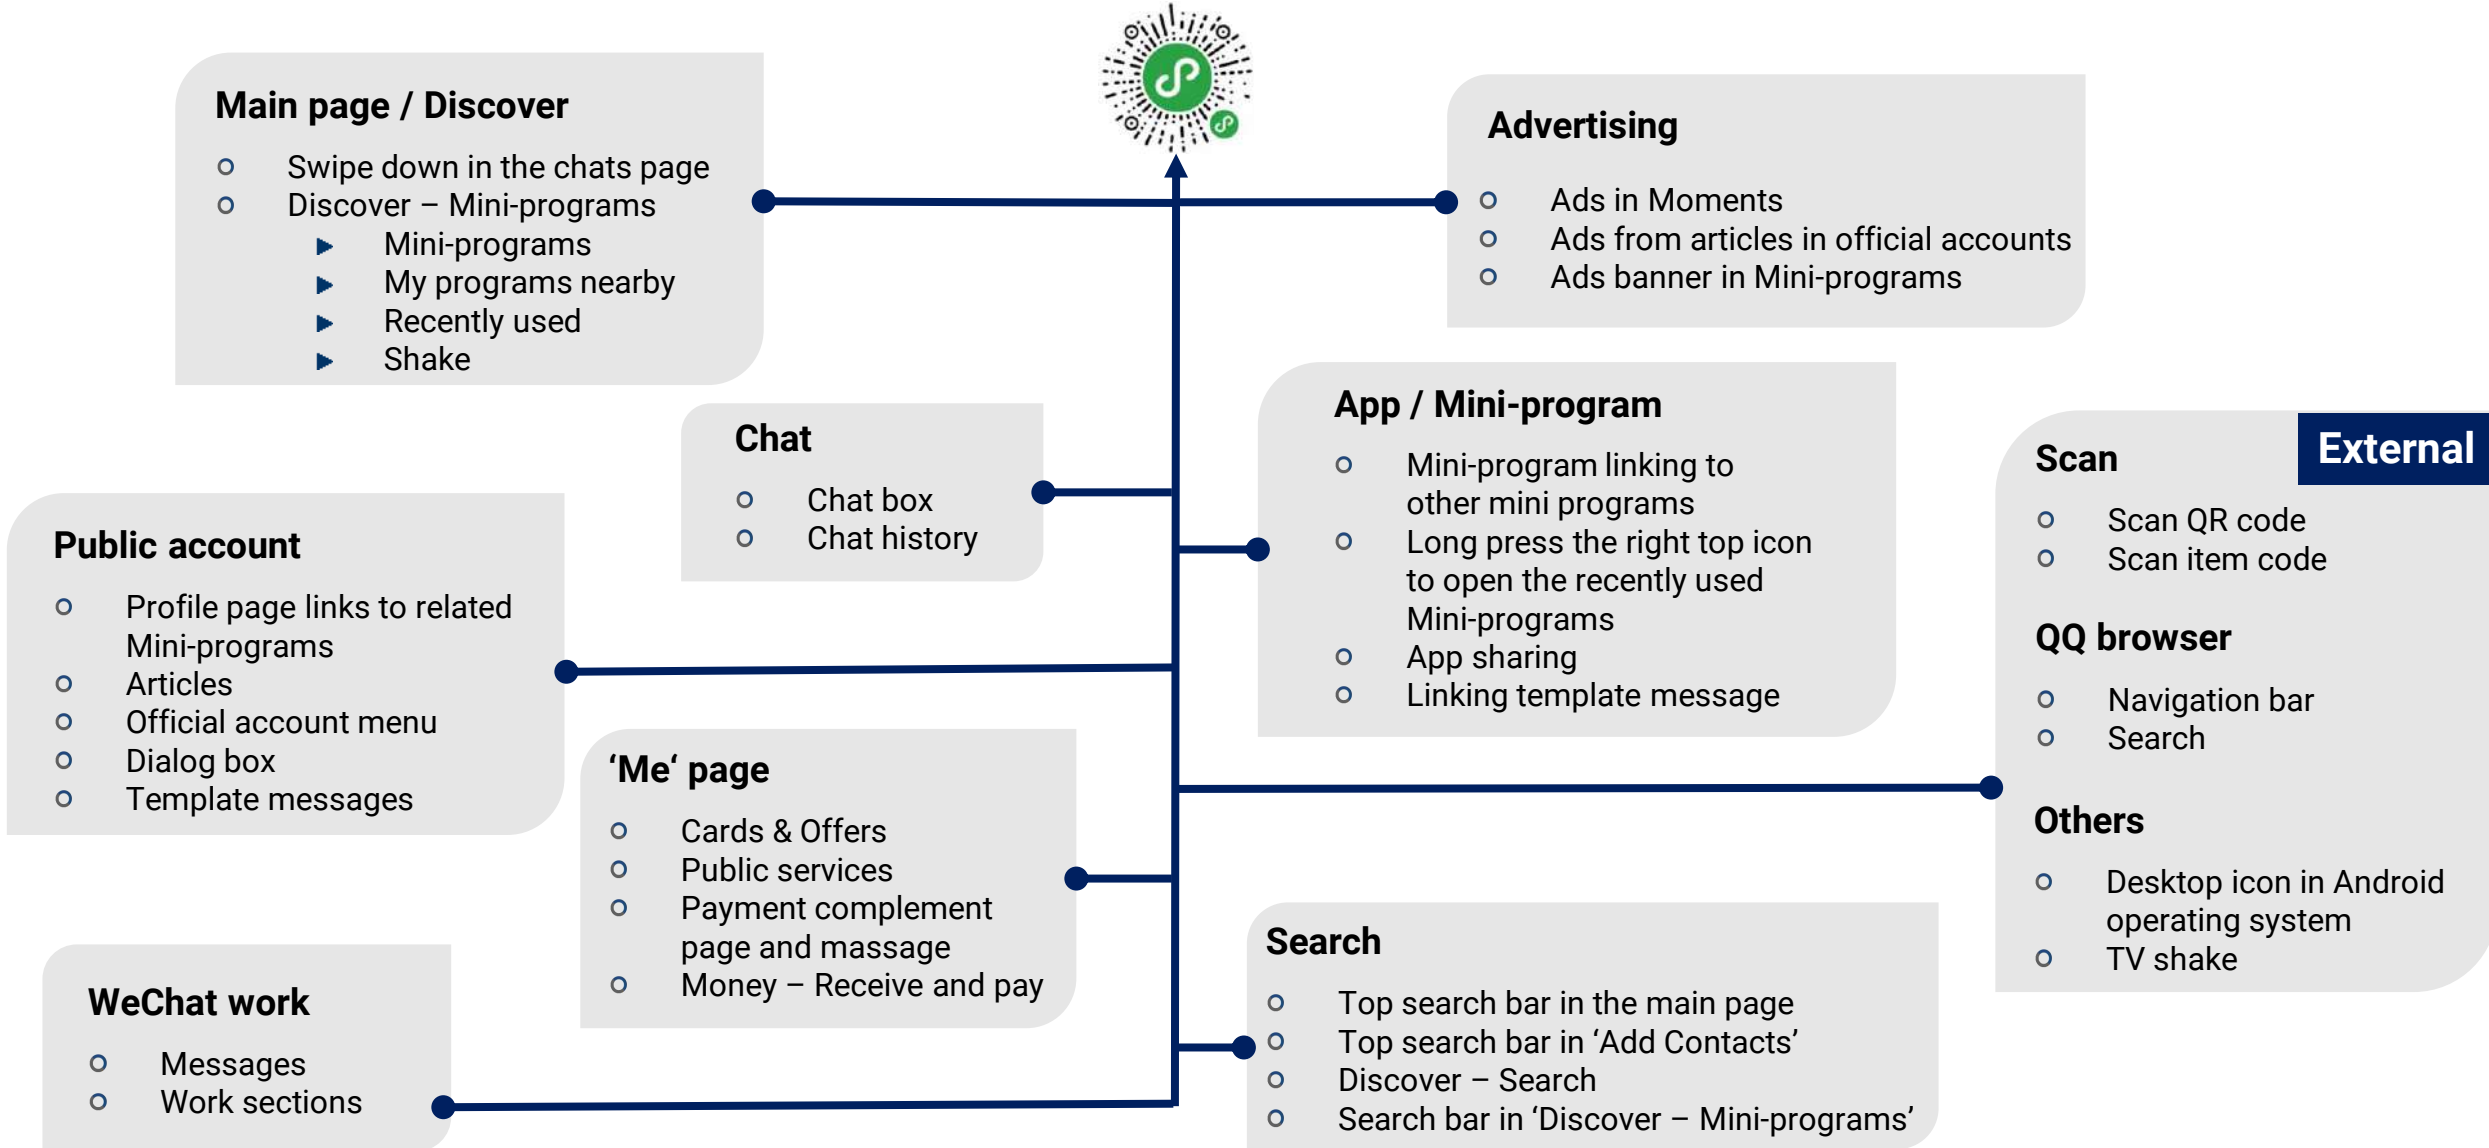 Main page / Discover
Swipe down in the chats page
Discover – Mini-programs
Mini-programs
My programs nearby
Recently used
Shake
Advertising
Ads in Moments
Ads from articles in official accounts
Ads banner in Mini-programs
Chat
Chat box
Chat history
App / Mini-program
Mini-program linking to
other mini programs
Long press the right top icon
to open the recently used
Mini-programs
App sharing
Linking template message
External
Scan
Scan QR code
Scan item code
QQ browser
Navigation bar
Search
Others
Desktop icon in Android
operating system
TV shake
Public account
Profile page links to related
Mini-programs
Articles
Official account menu
Dialog box
Template messages
‘Me‘ page
Cards & Offers
Public services
Payment complement
page and massage
Money – Receive and pay
WeChat work
Messages
Work sections
Search
Top search bar in the main page
Top search bar in ‘Add Contacts’
Discover – Search
Search bar in ‘Discover – Mini-programs’